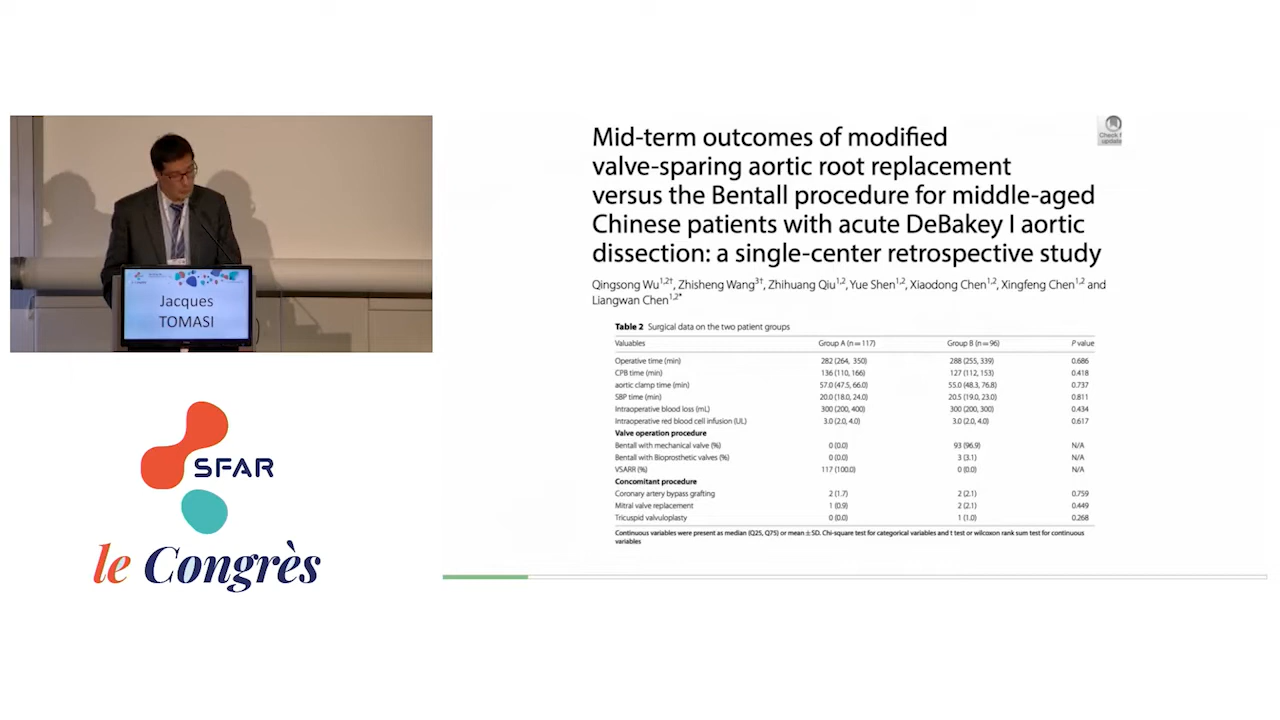 Jacques
TOMASI
SFAR
le Congrès
Mid-term outcomes of modified
valve-sparing aortic root replacement
versus the Bentall procedure for middle-aged
Chinese patients with acute DeBakey I aortic
dissection: a single-center retrospective study
Check f
update
Qingsong Wu1,2†, Zhisheng Wang3†, Zhihuang Qiu1,2, Yue Shen1,2, Xiaodong Chen1,2, Xingfeng Chen1,2 and
Liangwan Chen1,2*
Table 2 Surgical data on the two patient groups
Valuables Group A (n=117) Group B (n=96) P value
Operative time (min) 282 (264, 350) 288 (255, 339) 0.686
CPB time (min) 136 (110, 166) 127 (112, 153) 0.418
aortic clamp time (min) 57.0 (47.5, 66.0) 55.0 (48.3, 76.8) 0.737
SBP time (min) 20.0 (18.0, 24.0) 20.5 (19.0, 23.0) 0.811
Intraoperative blood loss (mL) 300 (200, 400) 300 (200, 300) 0.434
Intraoperative red blood cell infusion (UL) 3.0 (2.0, 4.0) 3.0 (2.0, 4.0) 0.617
Valve operation procedure
Bentall with mechanical valve (%) 0 (0.0) 93 (96.9) N/A
Bentall with Bioprosthetic valves (%) 0 (0.0) 3 (3.1) N/A
VSARR (%) 117 (100.0) 0 (0.0) N/A
Concomitant procedure
Coronary artery bypass grafting 2 (1.7) 2 (2.1) 0.759
Mitral valve replacement 1 (0.9) 2 (2.1) 0.449
Tricuspid valvuloplasty 0 (0.0) 1 (1.0) 0.268
Continuous variables were present as median (Q25, Q75) or mean ± SD. Chi-square test for categorical variables and t test or wilcoxon rank sum test for continuous
variables